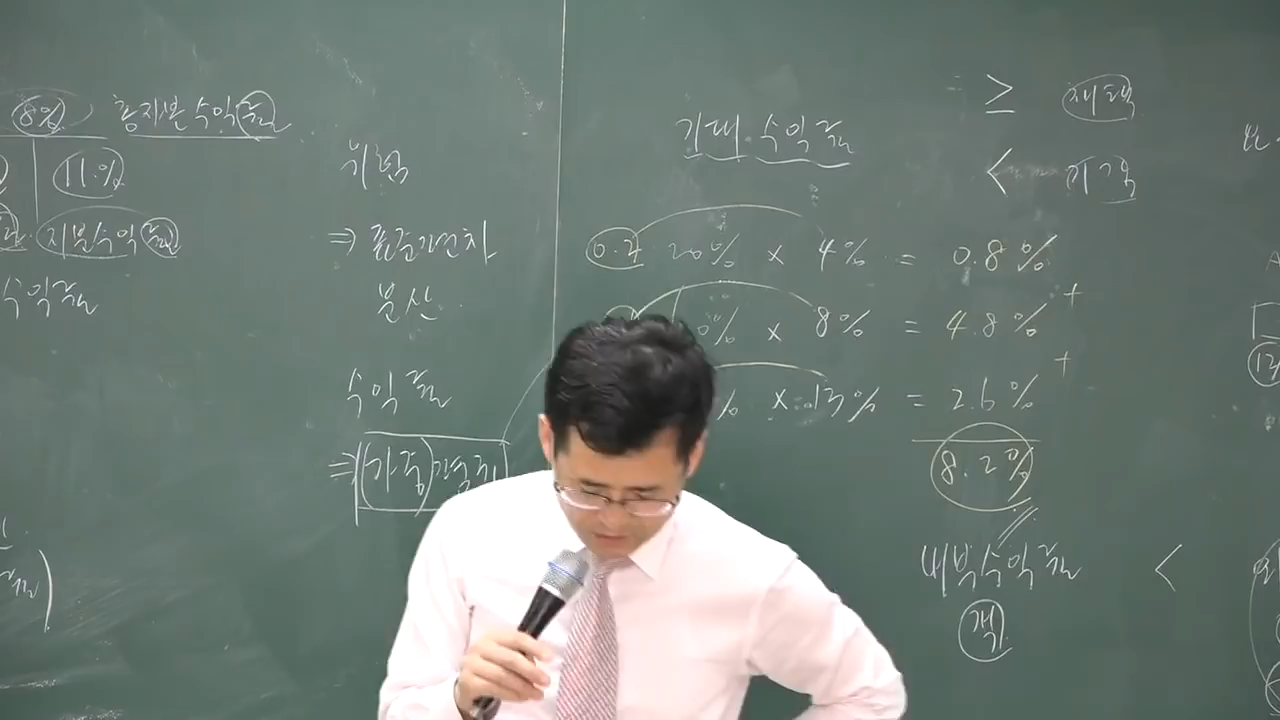 8% 총자본수익률
11%
지분수익률
수익률
위험
⇒ 표준편차
분산
수익률
⇒ (가중)평균
기대수익률
≥ 채택
< 기각
0.2 20% × 4% = 0.8%
0% × 8% = 4.8% +
% × 13% = 2.6% +
8.2%
내부수익률 <
객